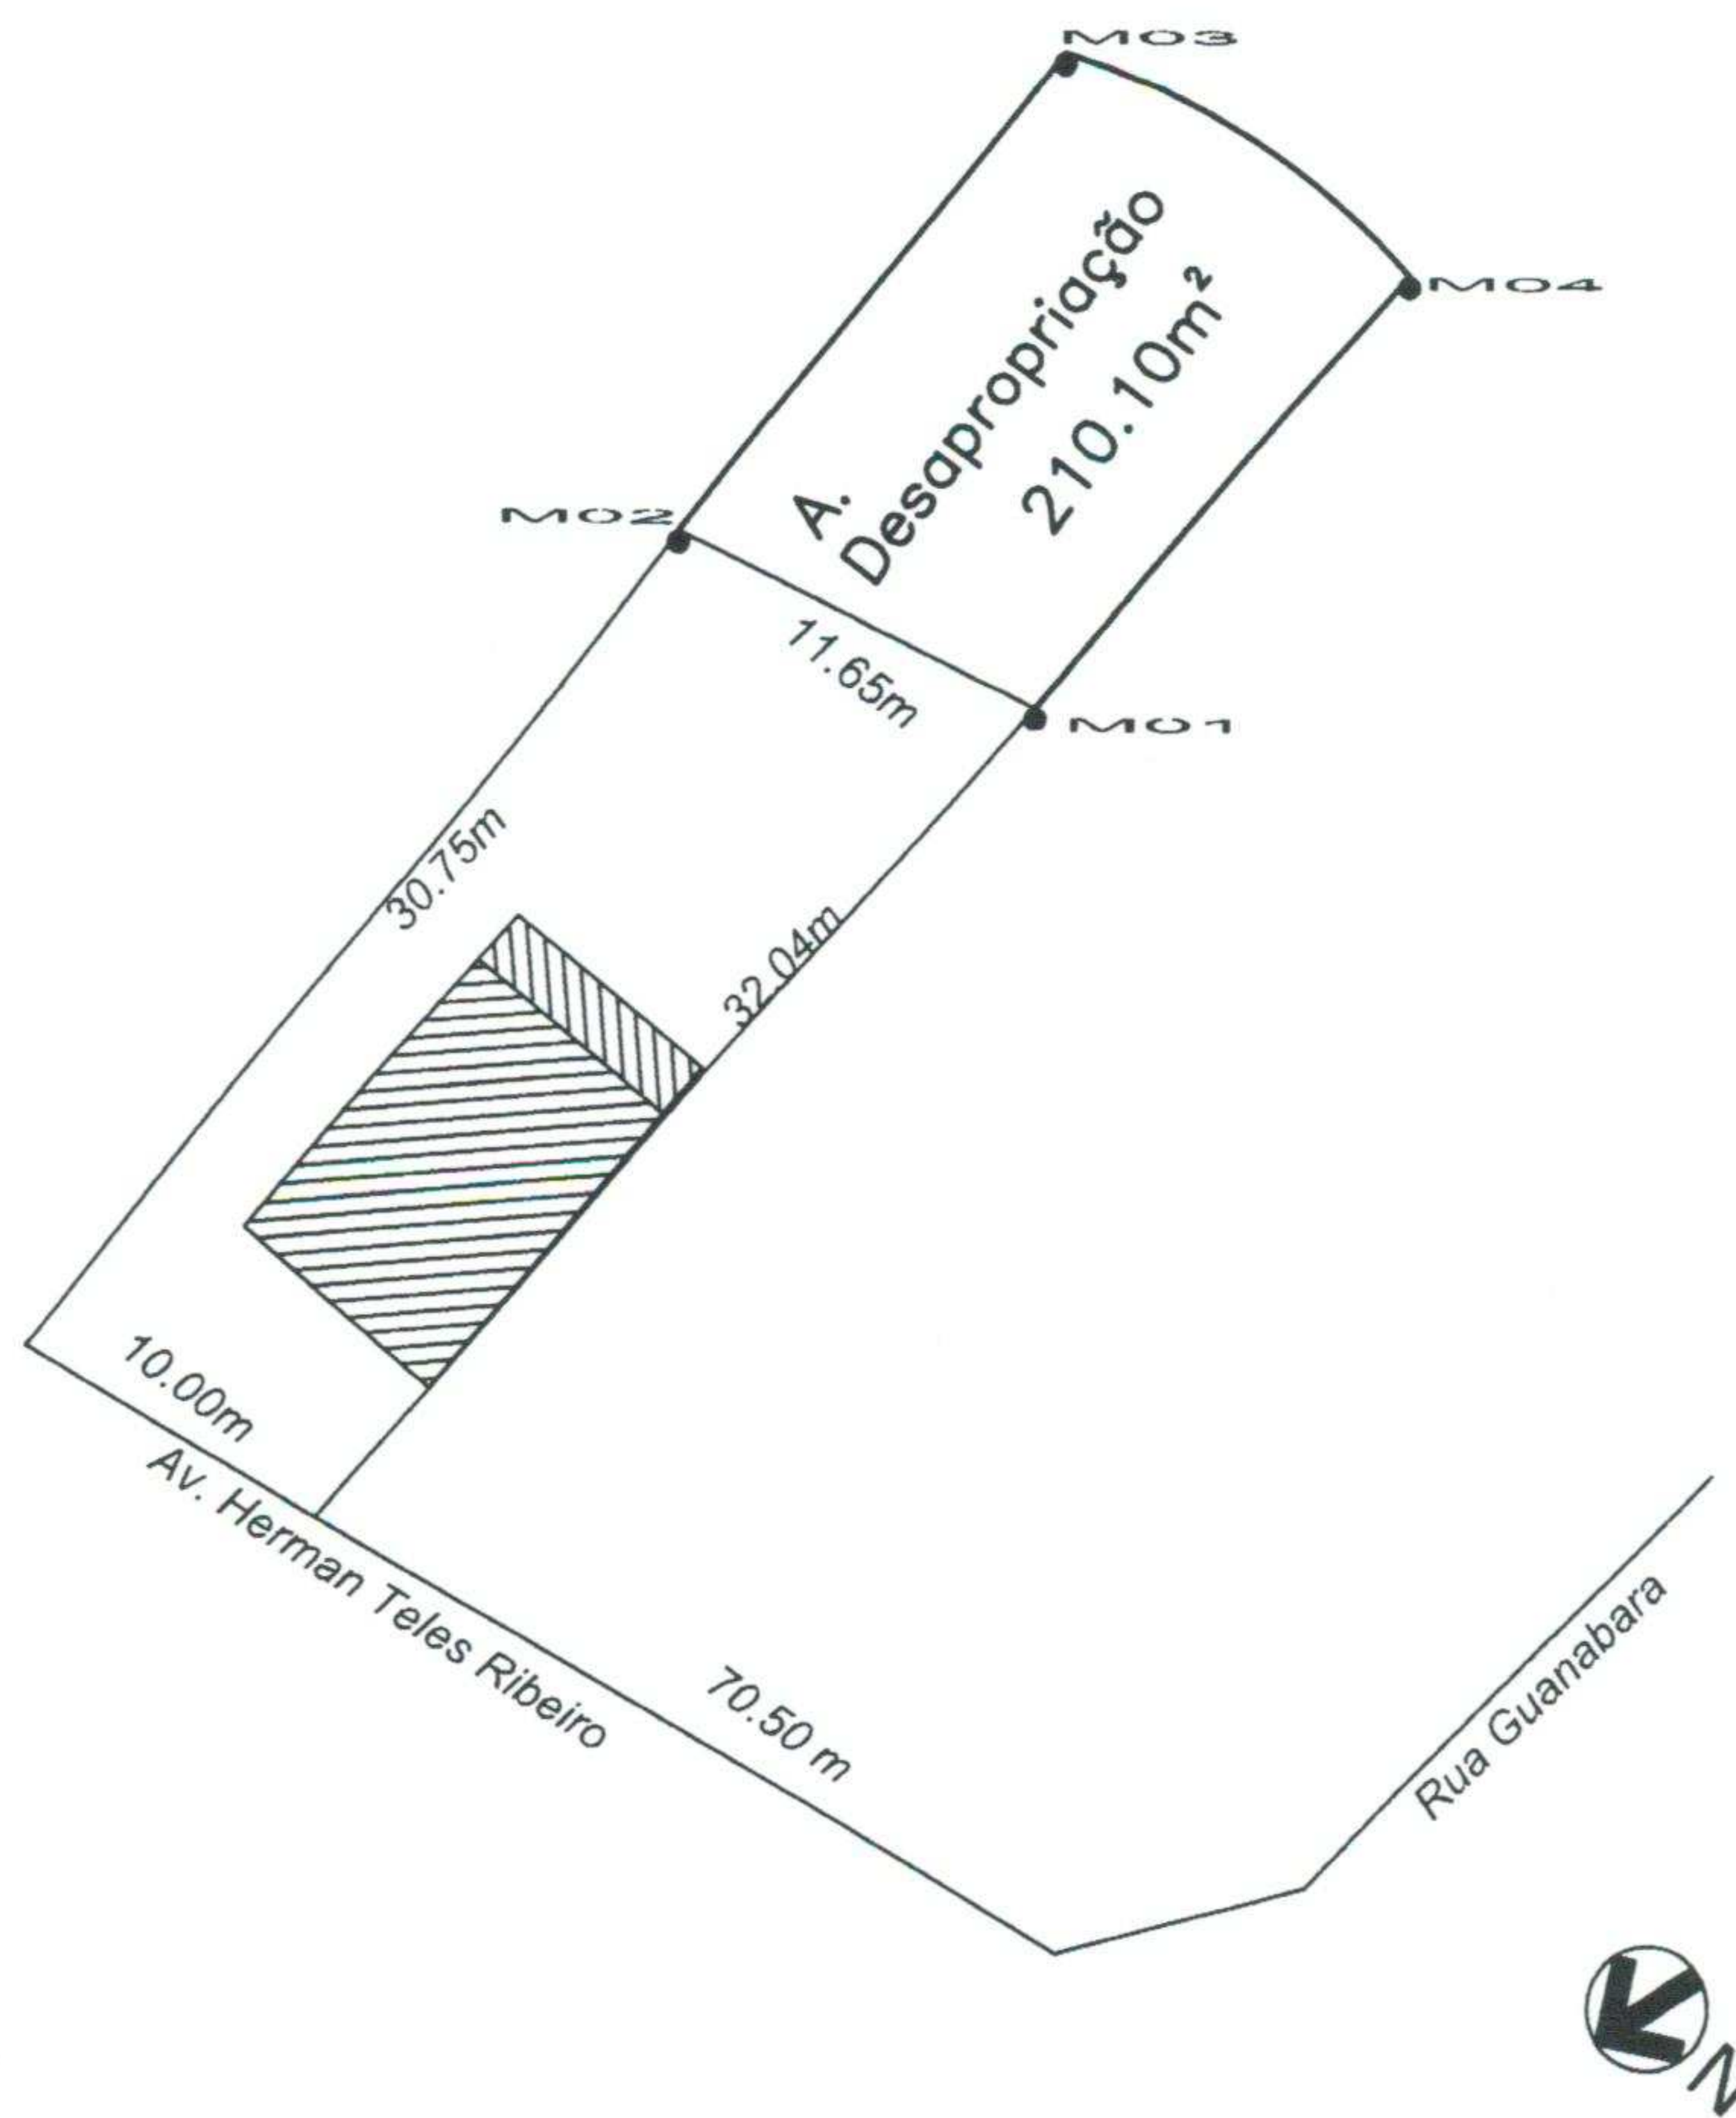 M03
M04
A.
Desapropriação
210.10m²
M02
11.65m
M01
30.75m
32.04m
10.00m
Av. Herman Teles Ribeiro
70.50 m
Rua Guanabara
N